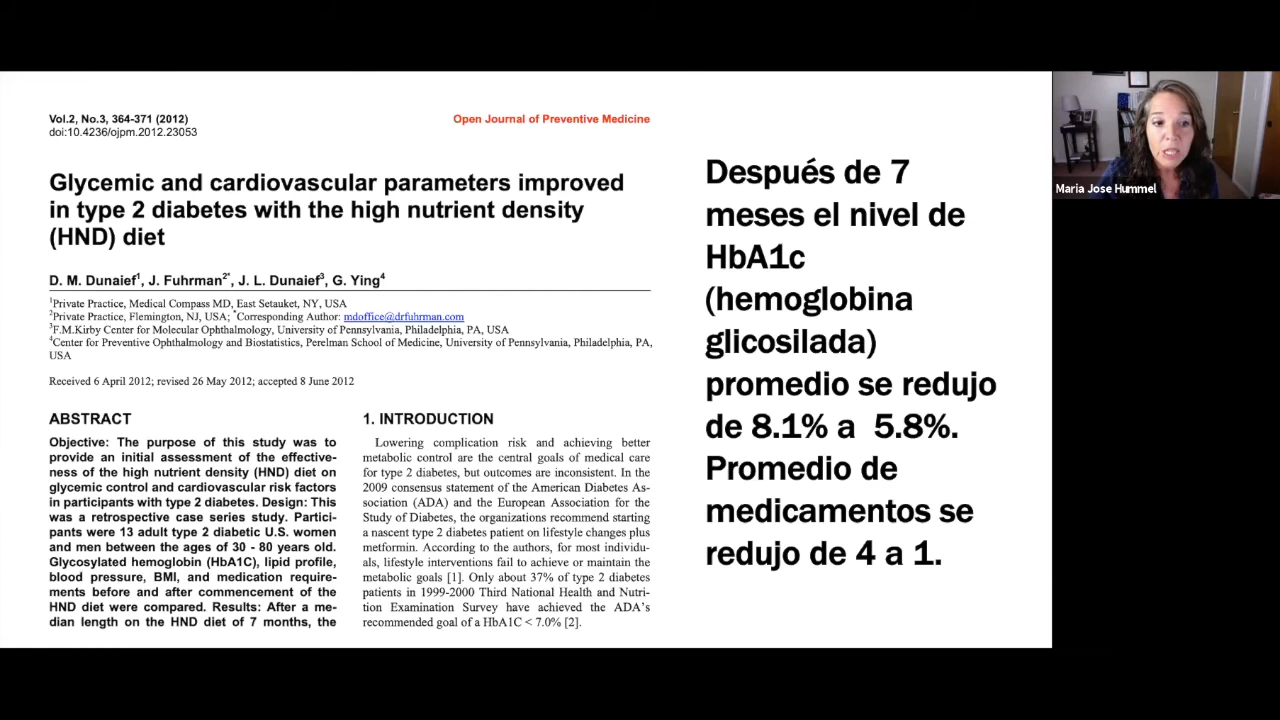 Vol.2, No.3, 364-371 (2012)
doi:10.4236/ojpm.2012.23053
Open Journal of Preventive Medicine
Glycemic and cardiovascular parameters improved
in type 2 diabetes with the high nutrient density
(HND) diet
D. M. Dunaief1, J. Fuhrman2*, J. L. Dunaief3, G. Ying4
1Private Practice, Medical Compass MD, East Setauket, NY, USA
2Private Practice, Flemington, NJ, USA; *Corresponding Author: mdoffice@drfuhrman.com
3F.M.Kirby Center for Molecular Ophthalmology, University of Pennsylvania, Philadelphia, PA, USA
4Center for Preventive Ophthalmology and Biostatistics, Perelman School of Medicine, University of Pennsylvania, Philadelphia, PA,
USA
Received 6 April 2012; revised 26 May 2012; accepted 8 June 2012
ABSTRACT
Objective: The purpose of this study was to
provide an initial assessment of the effective-
ness of the high nutrient density (HND) diet on
glycemic control and cardiovascular risk factors
in participants with type 2 diabetes. Design: This
was a retrospective case series study. Partici-
pants were 13 adult type 2 diabetic U.S. women
and men between the ages of 30 - 80 years old.
Glycosylated hemoglobin (HbA1C), lipid profile,
blood pressure, BMI, and medication require-
ments before and after commencement of the
HND diet were compared. Results: After a me-
dian length on the HND diet of 7 months, the
1. INTRODUCTION
Lowering complication risk and achieving better
metabolic control are the central goals of medical care
for type 2 diabetes, but outcomes are inconsistent. In the
2009 consensus statement of the American Diabetes As-
sociation (ADA) and the European Association for the
Study of Diabetes, the organizations recommend starting
a nascent type 2 diabetes patient on lifestyle changes plus
metformin. According to the authors, for most individu-
als, lifestyle interventions fail to achieve or maintain the
metabolic goals [1]. Only about 37% of type 2 diabetes
patients in 1999-2000 Third National Health and Nutri-
tion Examination Survey have achieved the ADA's
recommended goal of a HbA1C < 7.0% [2].
Después de 7
meses el nivel de
HbA1c
(hemoglobina
glicosilada)
promedio se redujo
de 8.1% a 5.8%.
Promedio de
medicamentos se
redujo de 4 a 1.
Maria Jose Hummel